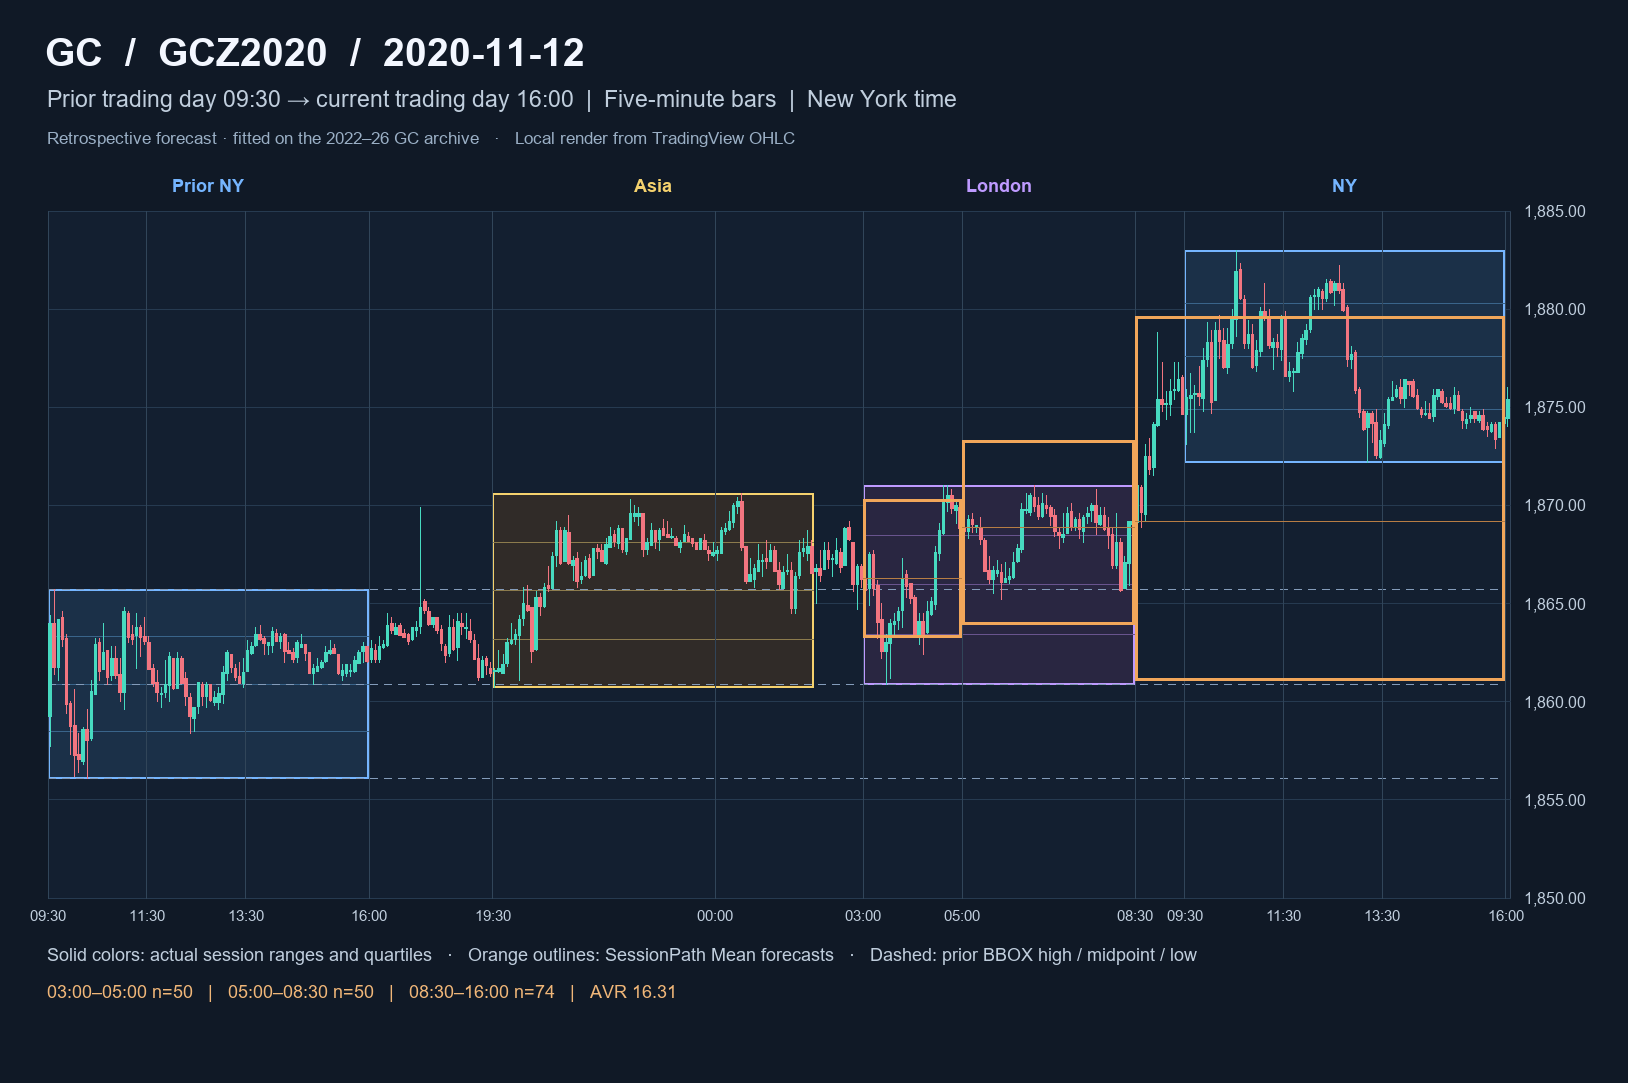 GC / GCZ2020 / 2020-11-12
Prior trading day 09:30 → current trading day 16:00 | Five-minute bars | New York time
Retrospective forecast · fitted on the 2022–26 GC archive · Local render from TradingView OHLC
Prior NY Asia London NY
1,885.00
1,880.00
1,875.00
1,870.00
1,865.00
1,860.00
1,855.00
1,850.00
09:30 11:30 13:30 16:00 19:30 00:00 03:00 05:00 08:30 09:30 11:30 13:30 16:00
Solid colors: actual session ranges and quartiles · Orange outlines: SessionPath Mean forecasts · Dashed: prior BBOX high / midpoint / low
03:00–05:00 n=50 | 05:00–08:30 n=50 | 08:30–16:00 n=74 | AVR 16.31